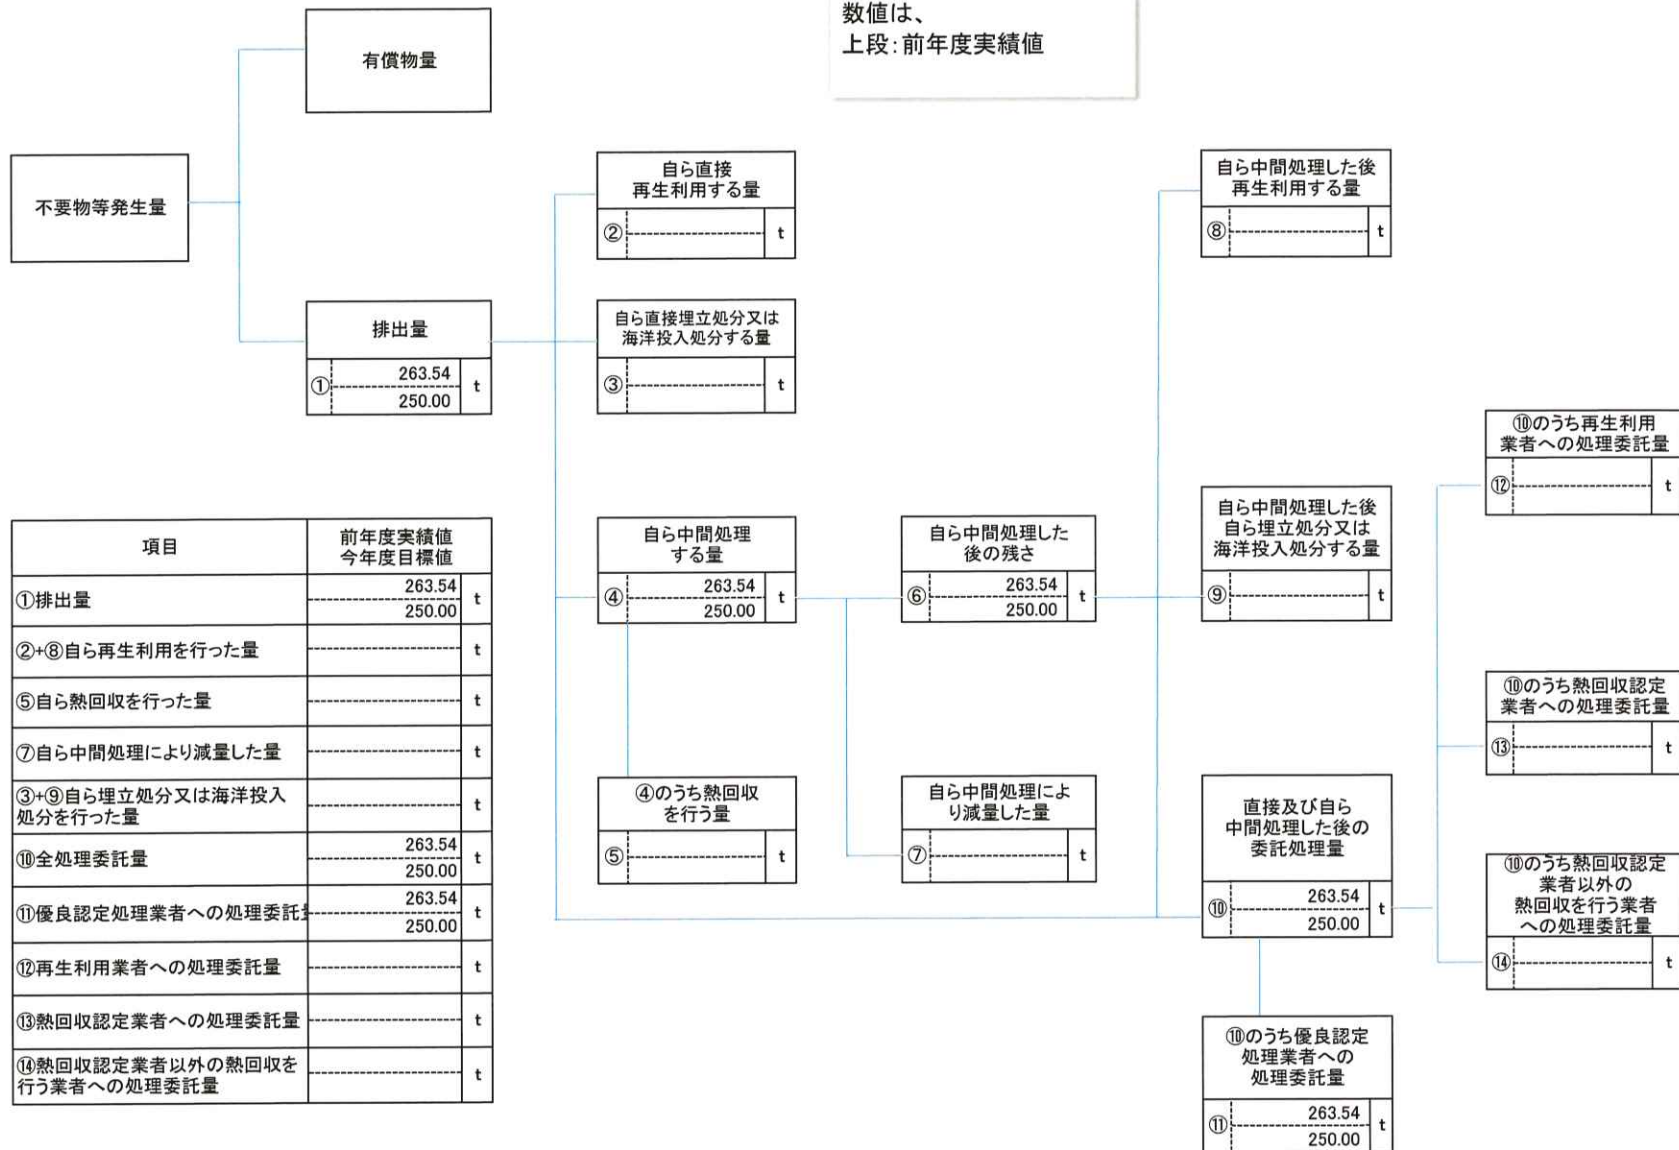 数値は、
上段:前年度実績値
有償物量
不要物等発生量
排出量
①
263.54
250.00
t
自ら直接
再生利用する量
②
t
自ら直接埋立処分又は
海洋投入処分する量
③
t
自ら中間処理
する量
④
263.54
250.00
t
④のうち熱回収
を行う量
⑤
t
自ら中間処理した
後の残さ
⑥
263.54
250.00
t
自ら中間処理によ
り減量した量
⑦
t
自ら中間処理した後
再生利用する量
⑧
t
自ら中間処理した後
自ら埋立処分又は
海洋投入処分する量
⑨
t
直接及び自ら
中間処理した後の
委託処理量
⑩
263.54
250.00
t
⑩のうち優良認定
処理業者への
処理委託量
⑪
263.54
250.00
t
⑩のうち再生利用
業者への処理委託量
⑫
t
⑩のうち熱回収認定
業者への処理委託量
⑬
t
⑩のうち熱回収認定
業者以外の
熱回収を行う業者
への処理委託量
⑭
t
項目
前年度実績値
今年度目標値
①排出量
263.54
250.00
t
②+⑧自ら再生利用を行った量
t
⑤自ら熱回収を行った量
t
⑦自ら中間処理により減量した量
t
③+⑨自ら埋立処分又は海洋投入
処分を行った量
t
⑩全処理委託量
263.54
250.00
t
⑪優良認定処理業者への処理委託
263.54
250.00
t
⑫再生利用業者への処理委託量
t
⑬熱回収認定業者への処理委託量
t
⑭熱回収認定業者以外の熱回収を
行う業者への処理委託量
t